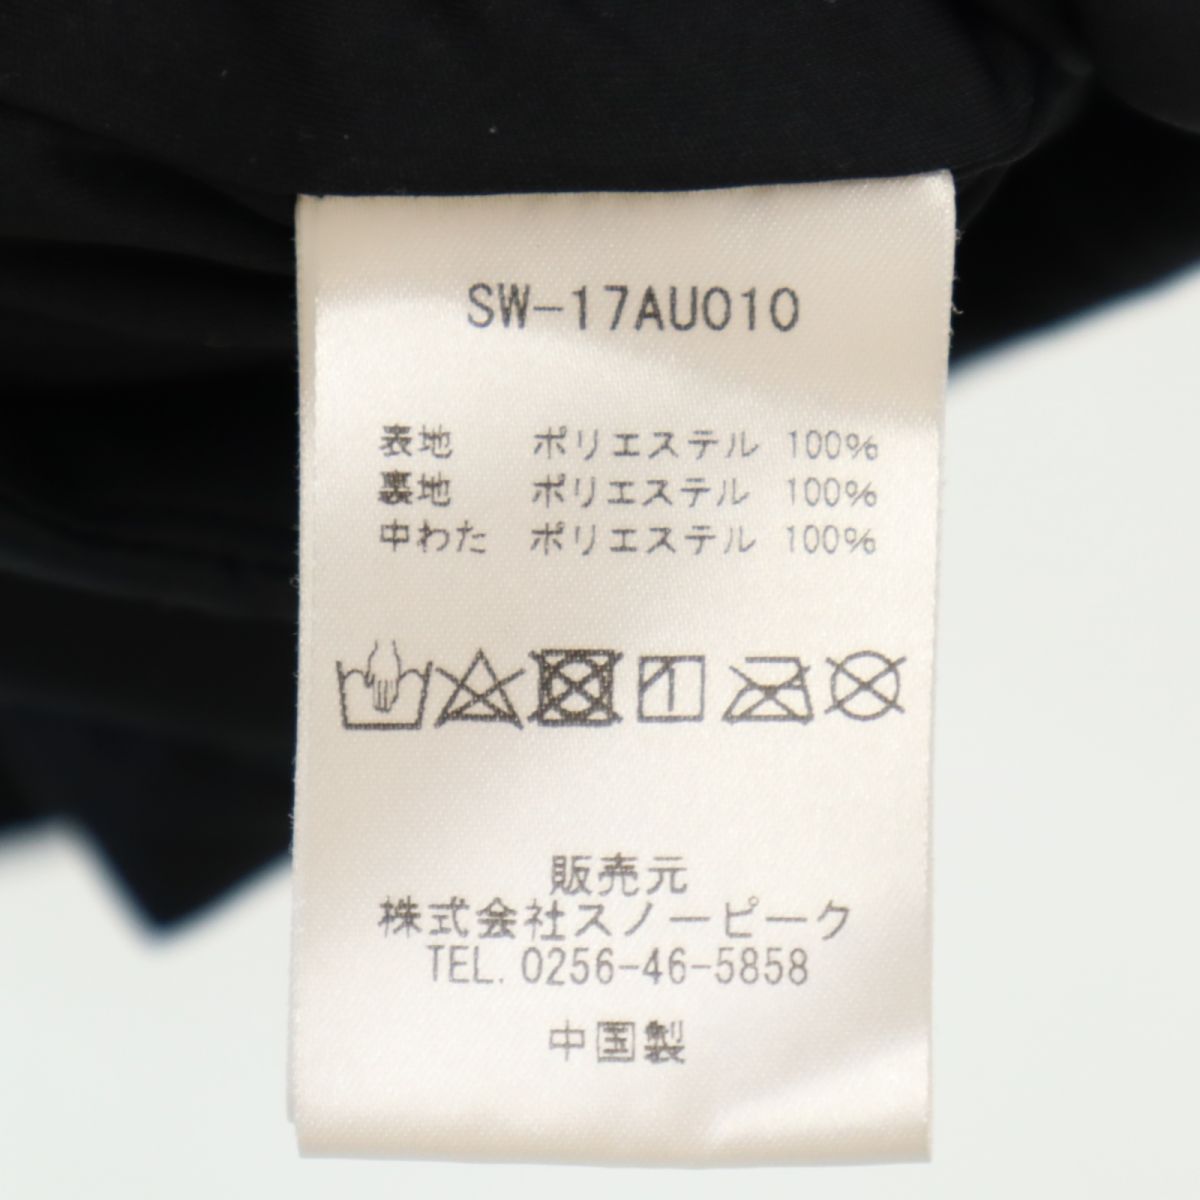 SW-17AU010
表地 ポリエステル 100%
裏地 ポリエステル 100%
中わた ポリエステル 100%
販売元
株式会社スノーピーク
TEL. 0256-46-5858
中国製